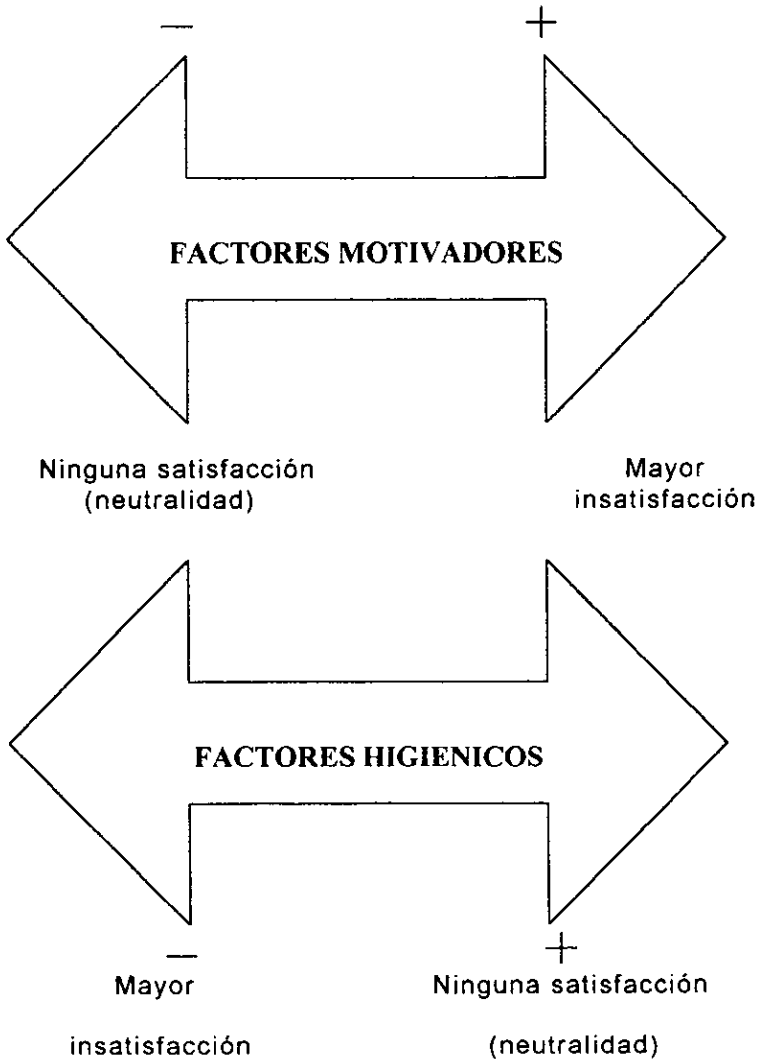 − +
FACTORES MOTIVADORES
Ninguna satisfacción
(neutralidad)
Mayor
insatisfacción
FACTORES HIGIENICOS
− +
Mayor
insatisfacción
Ninguna satisfacción
(neutralidad)